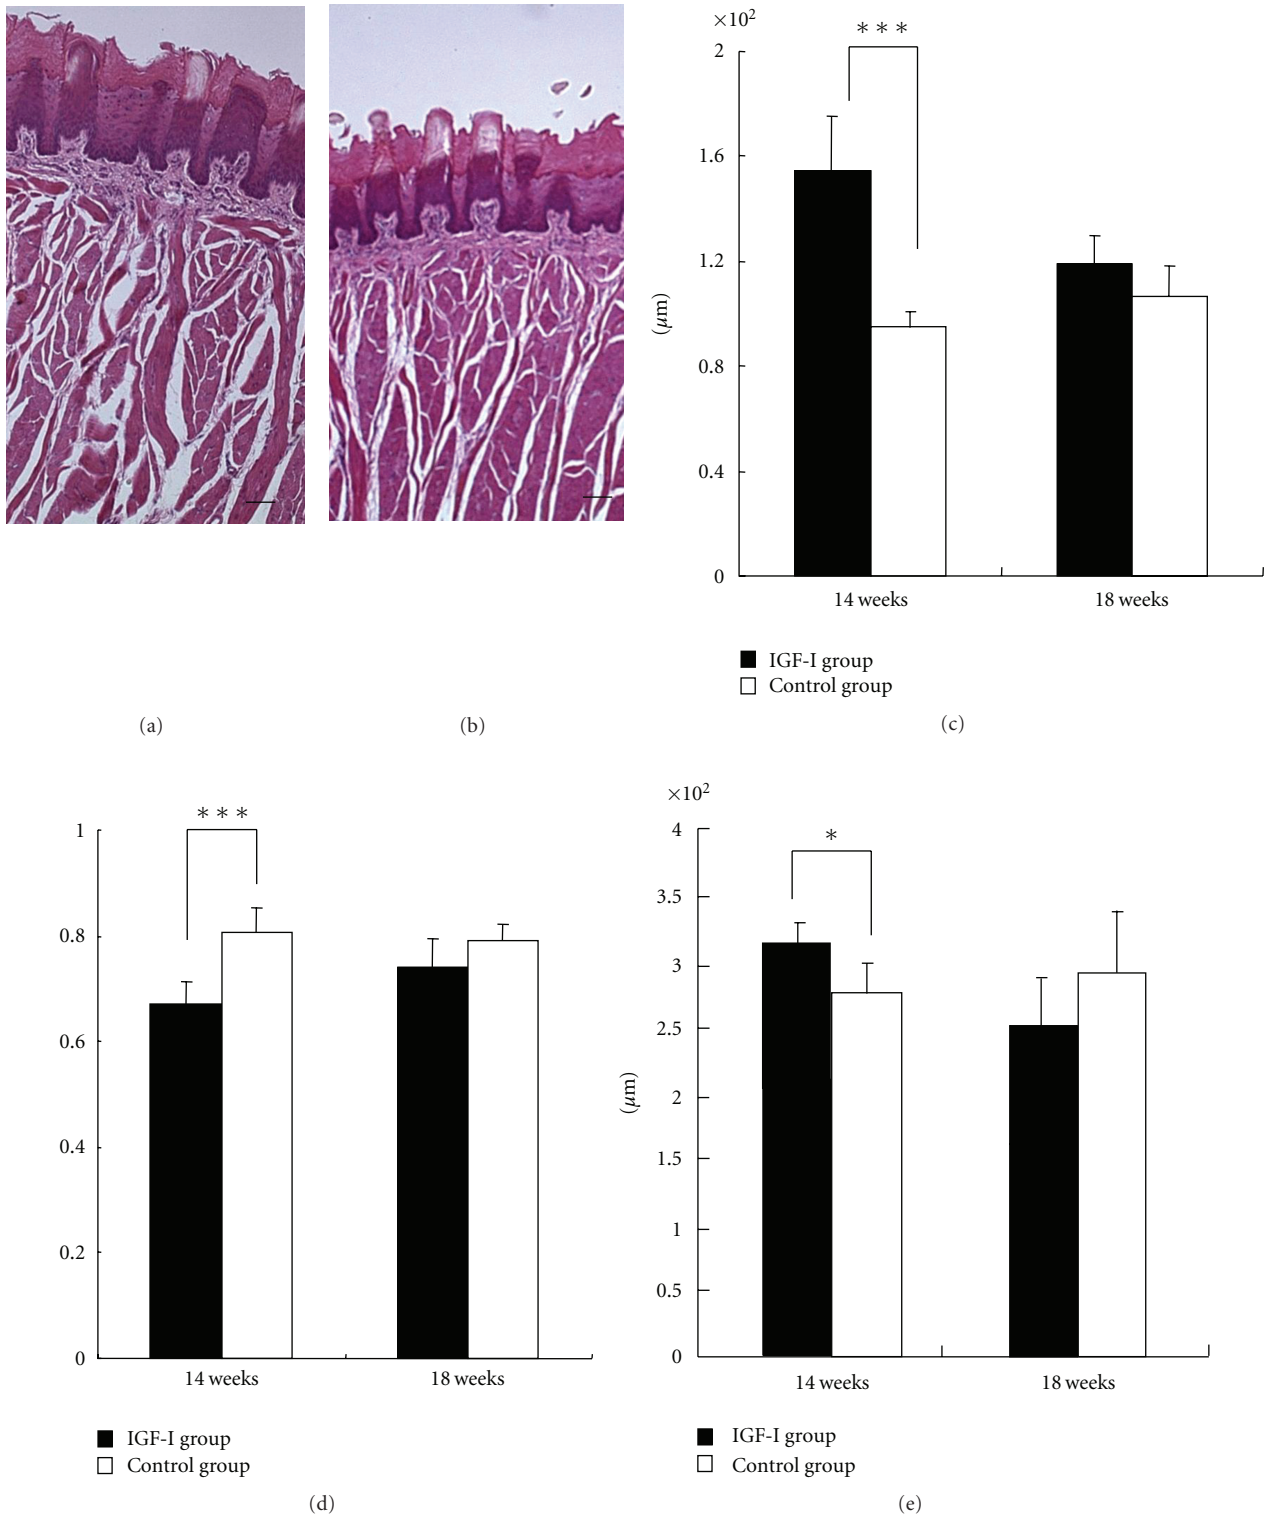 ×10²
2
1.6
1.2
0.8
0.4
0
(µm)
∗∗∗
14 weeks
18 weeks
IGF-I group
Control group
(a)
(b)
(c)
1
0.8
0.6
0.4
0.2
0
∗∗∗
14 weeks
18 weeks
IGF-I group
Control group
(d)
×10²
4
3.5
3
2.5
2
1.5
1
0.5
0
(µm)
∗
14 weeks
18 weeks
IGF-I group
Control group
(e)